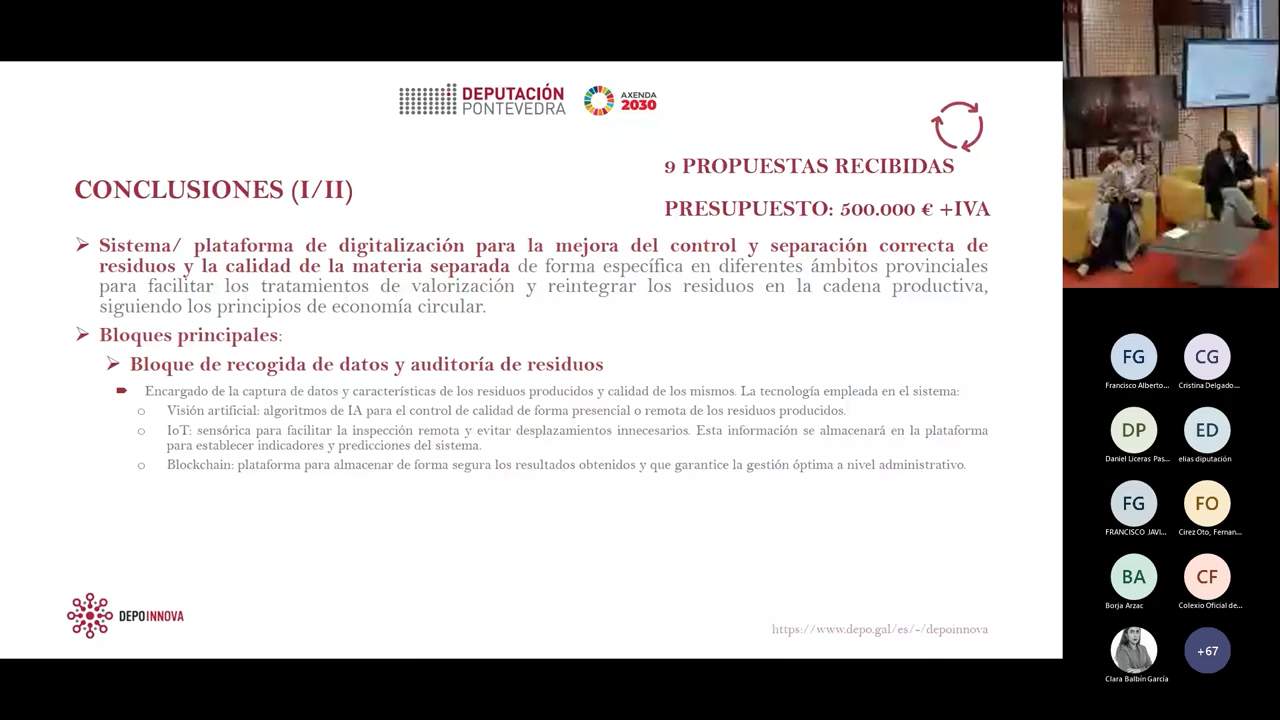 DEPUTACIÓN
PONTEVEDRA
AXENDA
2030
9 PROPUESTAS RECIBIDAS
CONCLUSIONES (I/II)
PRESUPUESTO: 500.000 € +IVA
Sistema/ plataforma de digitalización para la mejora del control y separación correcta de
residuos y la calidad de la materia separada de forma específica en diferentes ámbitos provinciales
para facilitar los tratamientos de valorización y reintegrar los residuos en la cadena productiva,
siguiendo los principios de economía circular.
Bloques principales:
Bloque de recogida de datos y auditoría de residuos
Encargado de la captura de datos y características de los residuos producidos y calidad de los mismos. La tecnología empleada en el sistema:
Visión artificial: algoritmos de IA para el control de calidad de forma presencial o remota de los residuos producidos.
IoT: sensórica para facilitar la inspección remota y evitar desplazamientos innecesarios. Esta información se almacenará en la plataforma
para establecer indicadores y predicciones del sistema.
Blockchain: plataforma para almacenar de forma segura los resultados obtenidos y que garantice la gestión óptima a nivel administrativo.
DEPOINNOVA
https://www.depo.gal/es/-/depoinnova
FG
CG
Francisco Alberto...
Cristina Delgado...
DP
ED
Daniel Liceras Pas...
elias diputación
FG
FO
FRANCISCO JAVI...
Cirez Oto, Fernan...
BA
CF
Borja Arzac
Colexio Oficial de...
+67
Clara Balbín García